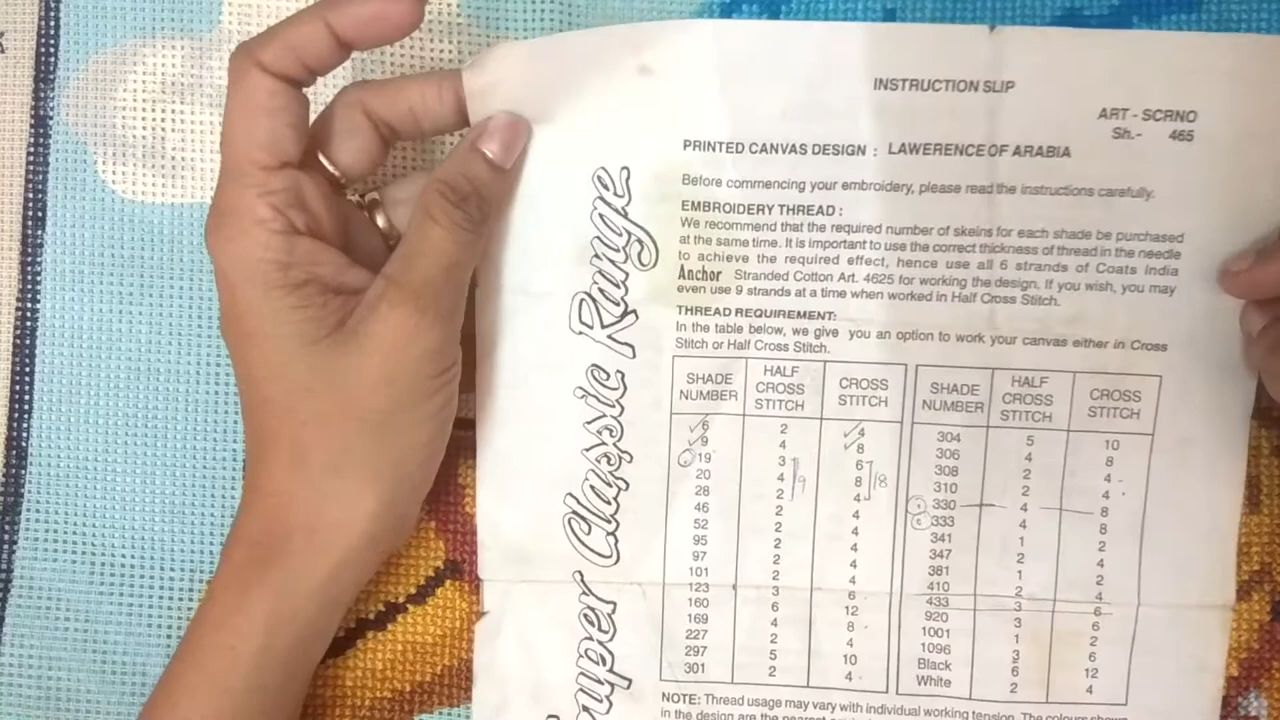 INSTRUCTION SLIP
ART - SCRNO
Sh.- 465
PRINTED CANVAS DESIGN : LAWERENCE OF ARABIA
Before commencing your embroidery, please read the instructions carefully.
EMBROIDERY THREAD :
We recommend that the required number of skeins for each shade be purchased
at the same time. It is important to use the correct thickness of thread in the needle
to achieve the required effect, hence use all 6 strands of Coats India
Anchor Stranded Cotton Art. 4625 for working the design. If you wish, you may
even use 9 strands at a time when worked in Half Cross Stitch.
THREAD REQUIREMENT:
In the table below, we give you an option to work your canvas either in Cross
Stitch or Half Cross Stitch.
SHADE NUMBER HALF CROSS STITCH CROSS STITCH
6 2 4
9 4 8
19 3 6
20 4 8
28 2 4
9 18
46 2 4
52 2 4
95 2 4
97 2 4
101 2 4
123 3 6
160 6 12
169 4 8
227 2 4
297 5 10
301 2 4
SHADE NUMBER HALF CROSS STITCH CROSS STITCH
304 5 10
306 4 8
308 2 4
310 2 4
330 4 8
333 4 8
341 1 2
347 2 4
381 1 2
410 2 4
433 3 6
920 3 6
1001 1 2
1096 3 6
Black 6 12
White 2 4
NOTE: Thread usage may vary with individual working tension. The colours
in the design are the nearest
Super Classic Range